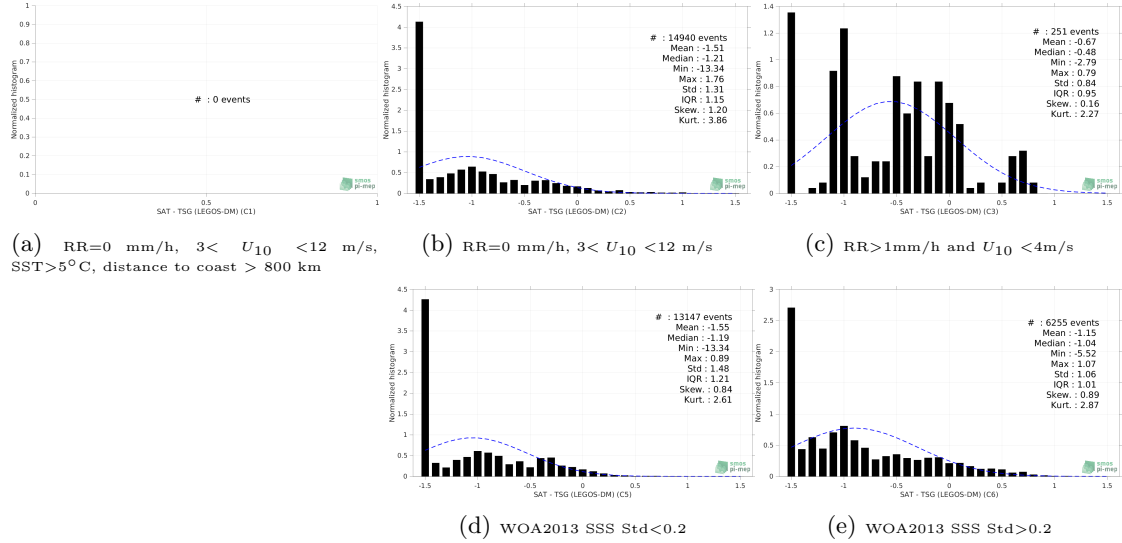 1
0.9
0.8
0.7
0.6
0.5
0.4
0.3
0.2
0.1
0
Normalized histogram
# : 0 events
smos
pi-mep
0 0.5 1
SAT - TSG (LEGOS-DM) (C1)
(a) RR=0 mm/h, 3< U10 <12 m/s,
SST>5°C, distance to coast > 800 km
4.5
4
3.5
3
2.5
2
1.5
1
0.5
0
Normalized histogram
# : 14940 events
Mean : -1.51
Median : -1.21
Min : -13.34
Max : 1.76
Std : 1.31
IQR : 1.15
Skew. : 1.20
Kurt. : 3.86
smos
pi-mep
-1.5 -1 -0.5 0 0.5 1 1.5
SAT - TSG (LEGOS-DM) (C2)
(b) RR=0 mm/h, 3< U10 <12 m/s
1.4
1.2
1
0.8
0.6
0.4
0.2
0
Normalized histogram
# : 251 events
Mean : -0.67
Median : -0.48
Min : -2.79
Max : 0.79
Std : 0.84
IQR : 0.95
Skew. : 0.16
Kurt. : 2.27
smos
pi-mep
-1.5 -1 -0.5 0 0.5 1 1.5
SAT - TSG (LEGOS-DM) (C3)
(c) RR>1mm/h and U10 <4m/s
4.5
4
3.5
3
2.5
2
1.5
1
0.5
0
Normalized histogram
# : 13147 events
Mean : -1.55
Median : -1.19
Min : -13.34
Max : 0.89
Std : 1.48
IQR : 1.21
Skew. : 0.84
Kurt. : 2.61
smos
pi-mep
-1.5 -1 -0.5 0 0.5 1 1.5
SAT - TSG (LEGOS-DM) (C5)
(d) WOA2013 SSS Std<0.2
3
2.5
2
1.5
1
0.5
0
Normalized histogram
# : 6255 events
Mean : -1.15
Median : -1.04
Min : -5.52
Max : 1.07
Std : 1.06
IQR : 1.01
Skew. : 0.89
Kurt. : 2.87
smos
pi-mep
-1.5 -1 -0.5 0 0.5 1 1.5
SAT - TSG (LEGOS-DM) (C6)
(e) WOA2013 SSS Std>0.2